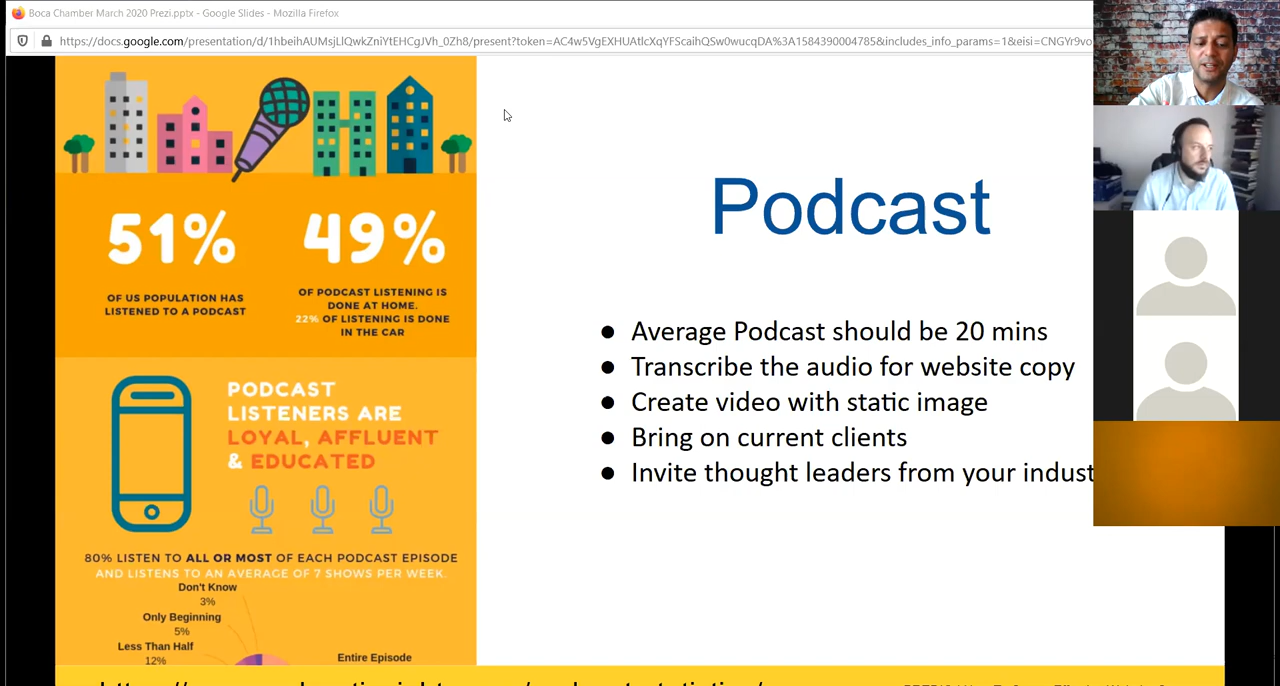 Boca Chamber March 2020 Prezi.pptx - Google Slides - Mozilla Firefox
51%
OF US POPULATION HAS
LISTENED TO A PODCAST
49%
OF PODCAST LISTENING IS
DONE AT HOME.
22% OF LISTENING IS DONE
IN THE CAR
PODCAST
LISTENERS ARE
LOYAL, AFFLUENT
& EDUCATED
80% LISTEN TO ALL OR MOST OF EACH PODCAST EPISODE
AND LISTENS TO AN AVERAGE OF 7 SHOWS PER WEEK.
Don't Know
3%
Only Beginning
5%
Less Than Half
12%
Entire Episode
Podcast
● Average Podcast should be 20 mins
● Transcribe the audio for website copy
● Create video with static image
● Bring on current clients
● Invite thought leaders from your indust